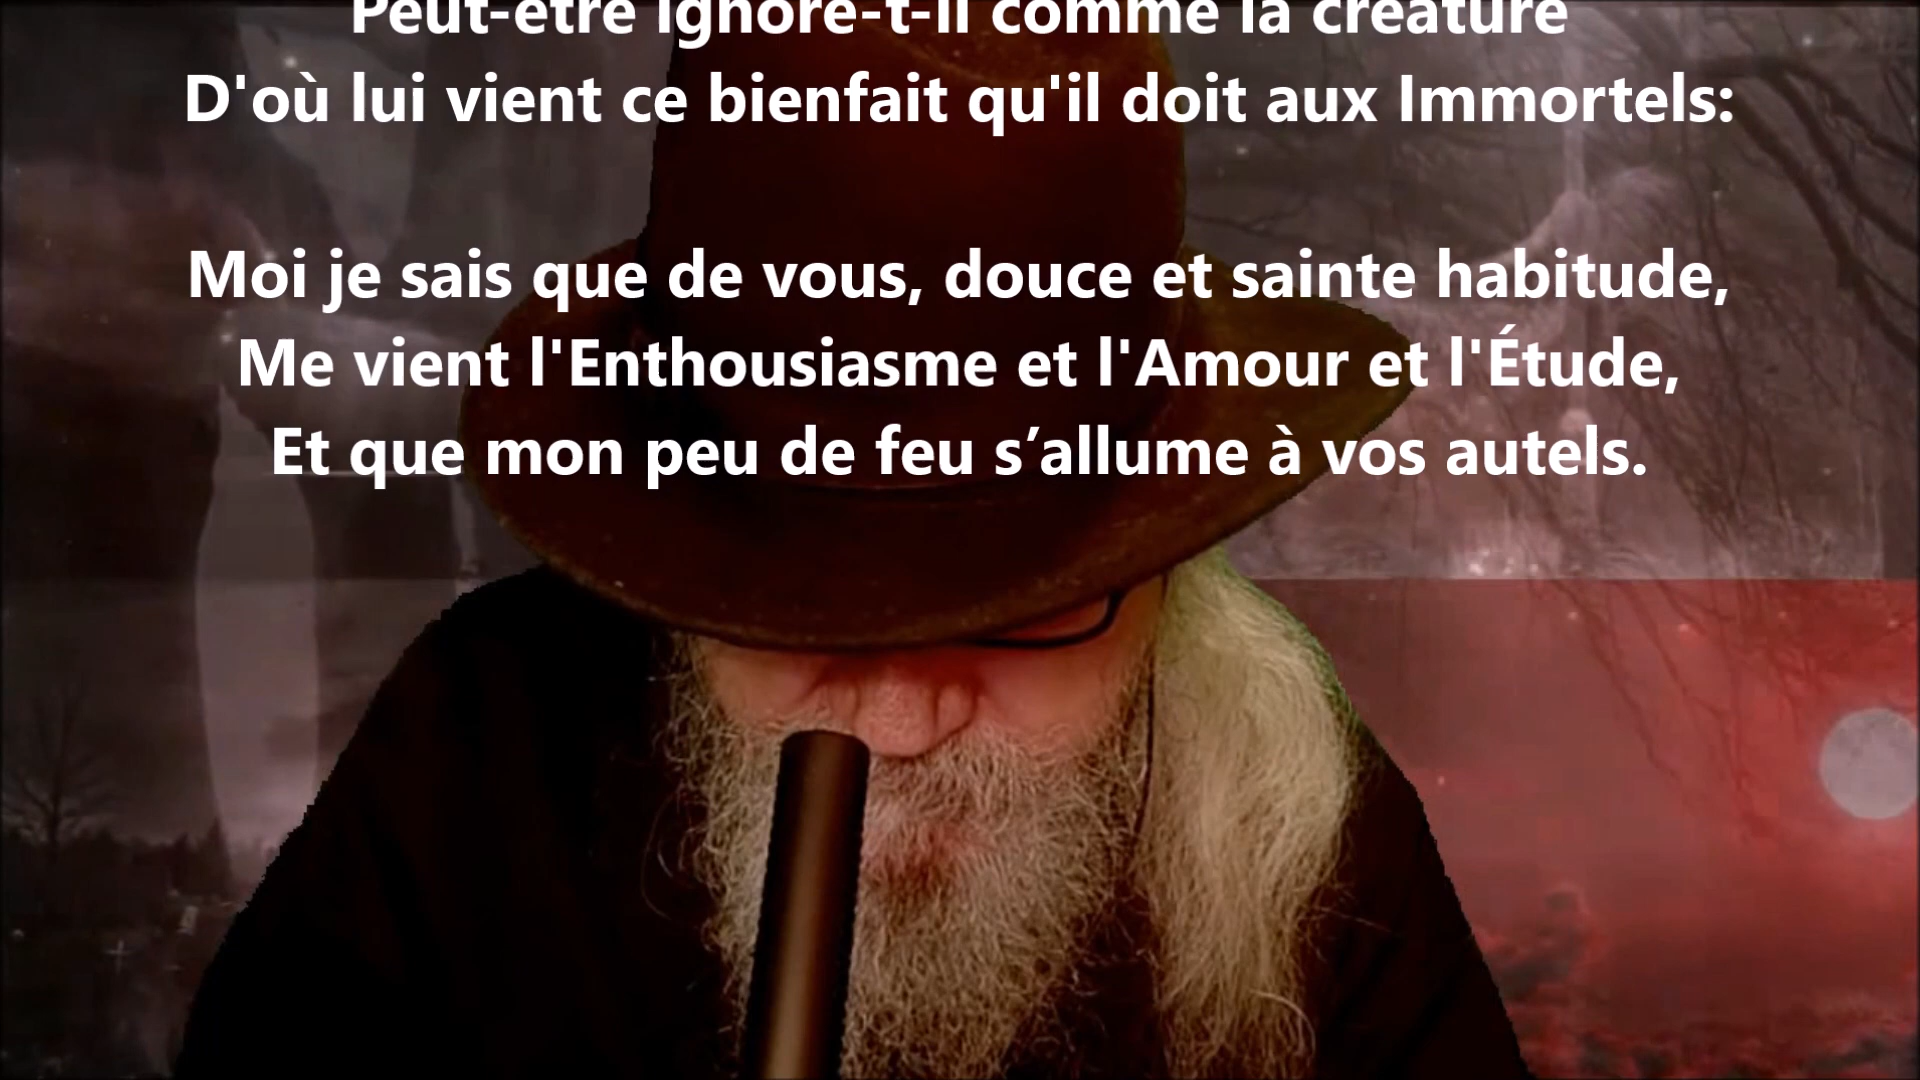 Peut-être ignore-t-il comme la créature
D'où lui vient ce bienfait qu'il doit aux Immortels:
Moi je sais que de vous, douce et sainte habitude,
Me vient l'Enthousiasme et l'Amour et l'Étude,
Et que mon peu de feu s’allume à vos autels.